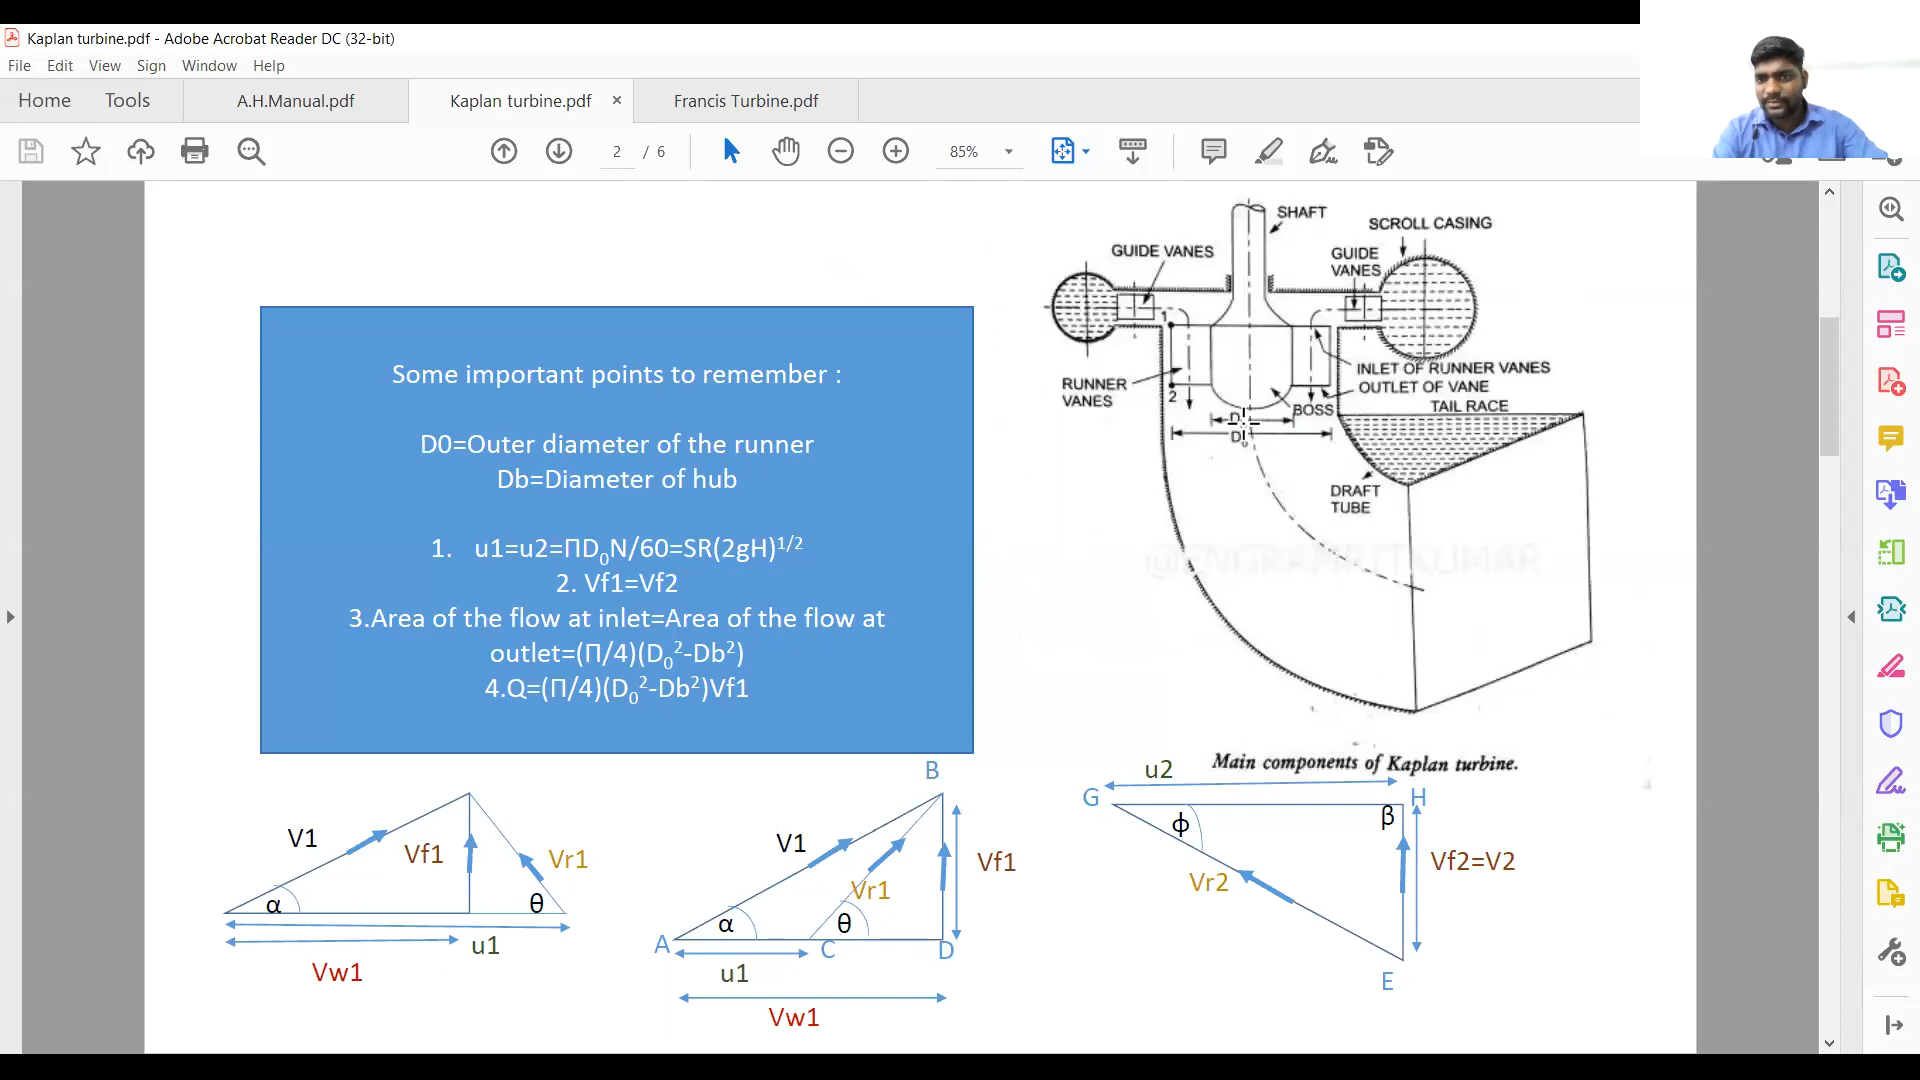 Kaplan turbine.pdf - Adobe Acrobat Reader DC (32-bit)
File Edit View Sign Window Help
Home Tools A.H.Manual.pdf Kaplan turbine.pdf × Francis Turbine.pdf
2 / 6 85%
SHAFT
SCROLL CASING
GUIDE VANES
GUIDE
VANES
1
INLET OF RUNNER VANES
RUNNER
VANES
2
OUTLET OF VANE
BOSS
TAIL RACE
D
D₀
DRAFT
TUBE
Main components of Kaplan turbine.
Some important points to remember :
D0=Outer diameter of the runner
Db=Diameter of hub
1. u1=u2=ΠD₀N/60=SR(2gH)¹/²
2. Vf1=Vf2
3.Area of the flow at inlet=Area of the flow at
outlet=(Π/4)(D₀²-Db²)
4.Q=(Π/4)(D₀²-Db²)Vf1
V1
Vf1
Vr1
α
θ
u1
Vw1
B
V1
Vr1
Vf1
α
θ
A
C
D
u1
Vw1
u2
G
H
ϕ
β
Vr2
Vf2=V2
E